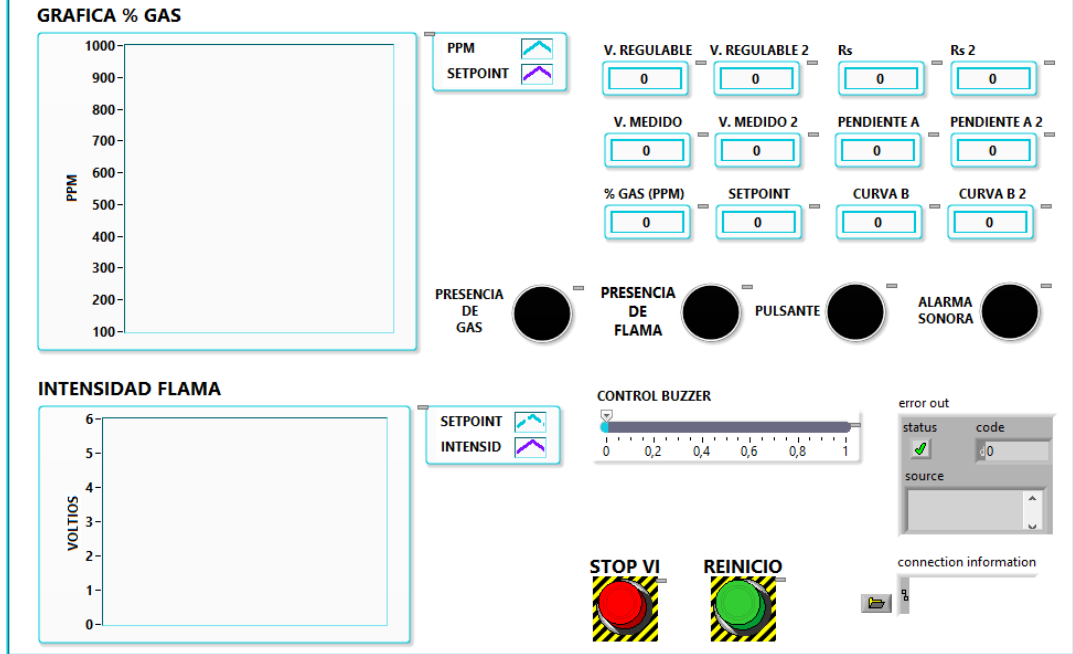 GRAFICA % GAS
1000
900
800
700
600
500
400
300
200
100
PPM
PPM
SETPOINT
V. REGULABLE
V. REGULABLE 2
Rs
Rs 2
0
0
0
0
V. MEDIDO
V. MEDIDO 2
PENDIENTE A
PENDIENTE A 2
0
0
0
0
% GAS (PPM)
SETPOINT
CURVA B
CURVA B 2
0
0
0
0
PRESENCIA
DE
GAS
PRESENCIA
DE
FLAMA
PULSANTE
ALARMA
SONORA
INTENSIDAD FLAMA
6
5
4
3
2
1
0
VOLTIOS
SETPOINT
INTENSID
CONTROL BUZZER
0 0,2 0,4 0,6 0,8 1
error out
status code
0
source
STOP VI
REINICIO
connection information